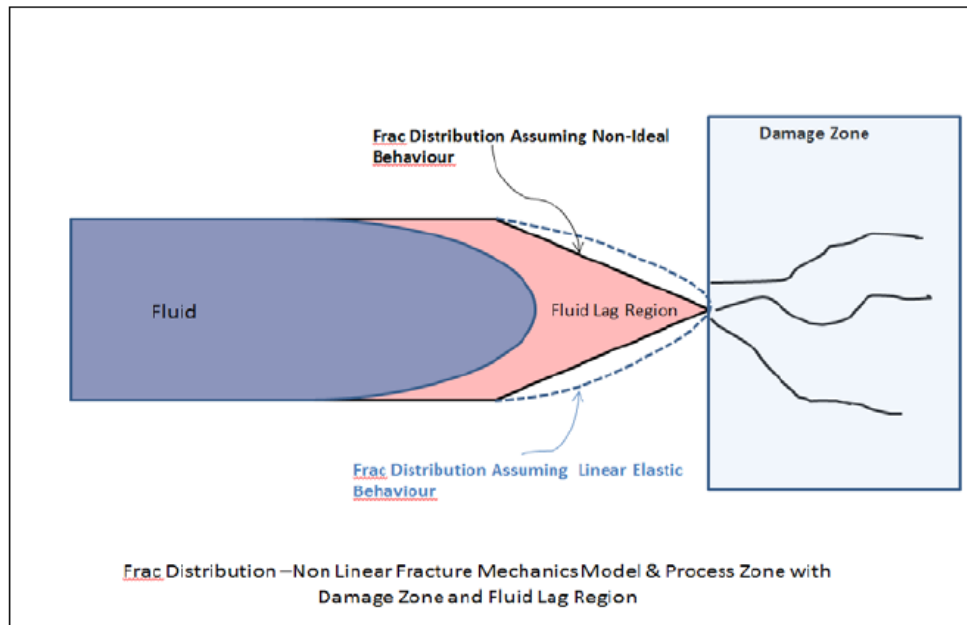 Frac Distribution Assuming Non-Ideal
Behaviour
Damage Zone
Fluid
Fluid Lag Region
Frac Distribution Assuming Linear Elastic
Behaviour
Frac Distribution –Non Linear Fracture Mechanics Model & Process Zone with
Damage Zone and Fluid Lag Region